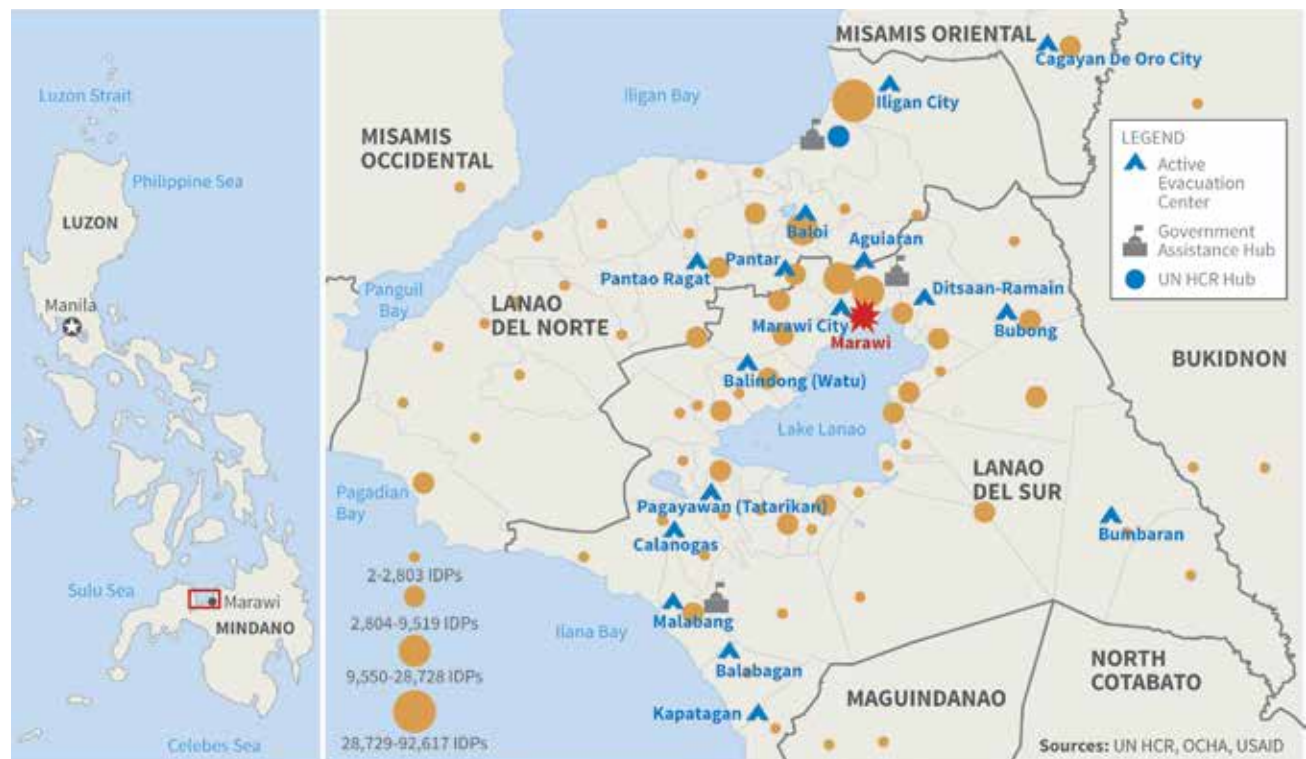 Luzon Strait
Philippine Sea
LUZON
Manila
Sulu Sea
Marawi
MINDANO
Celebes Sea
MISAMIS ORIENTAL
Cagayan De Oro City
Iligan Bay
Iligan City
MISAMIS
OCCIDENTAL
LEGEND
Active
Evacuation
Center
Government
Assistance Hub
UN HCR Hub
Baloi
Aguiaran
Pantar
Pantao Ragat
Ditsaan-Ramain
Panguil
Bay
LANAO
DEL NORTE
Marawi City
Marawi
Bubong
BUKIDNON
Balindong (Watu)
Lake Lanao
LANAO
DEL SUR
Pagadian
Bay
Pagayawan (Tatarikan)
Calanogas
Bumbaran
2-2,803 IDPs
2,804-9,519 IDPs
9,550-28,728 IDPs
28,729-92,617 IDPs
Illana Bay
Malabang
Balabagan
Kapatagan
MAGUINDANAO
NORTH
COTABATO
Sources: UN HCR, OCHA, USAID